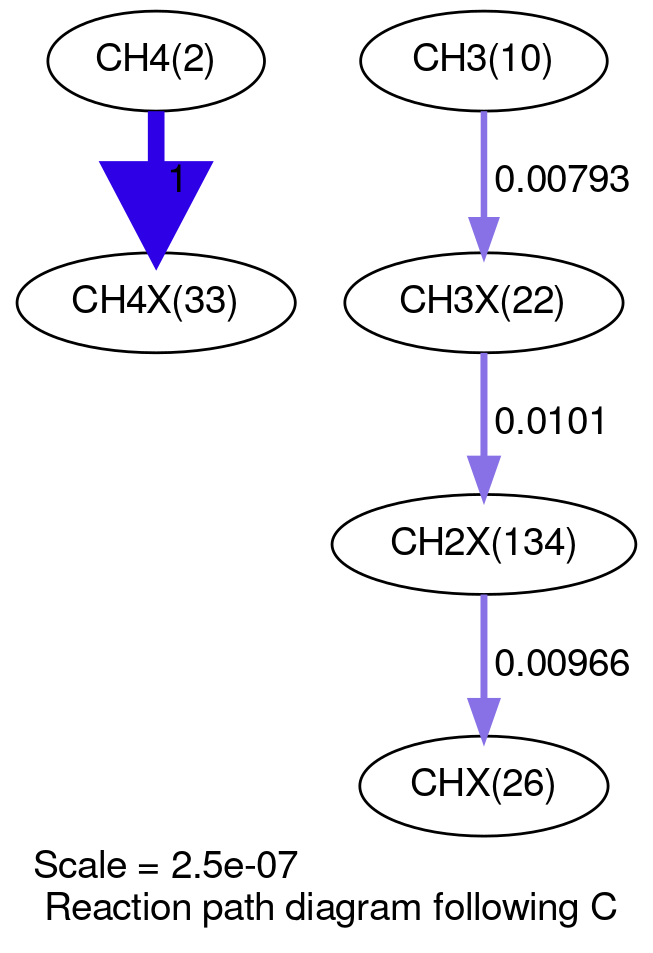 CH4(2)
CH3(10)
1
0.00793
CH4X(33)
CH3X(22)
0.0101
CH2X(134)
0.00966
CHX(26)
Scale = 2.5e-07
Reaction path diagram following C